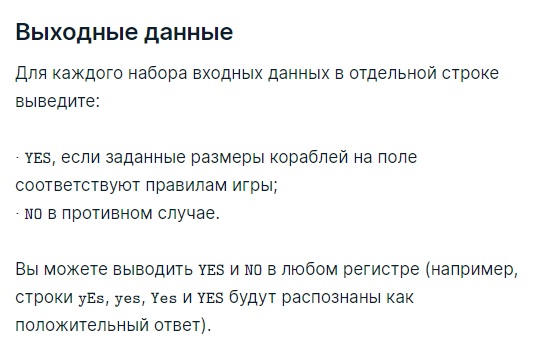 Выходные данные
Для каждого набора входных данных в отдельной строке
выведите:
· YES, если заданные размеры кораблей на поле
соответствуют правилам игры;
· NO в противном случае.
Вы можете выводить YES и NO в любом регистре (например,
строки yEs, yes, Yes и YES будут распознаны как
положительный ответ).